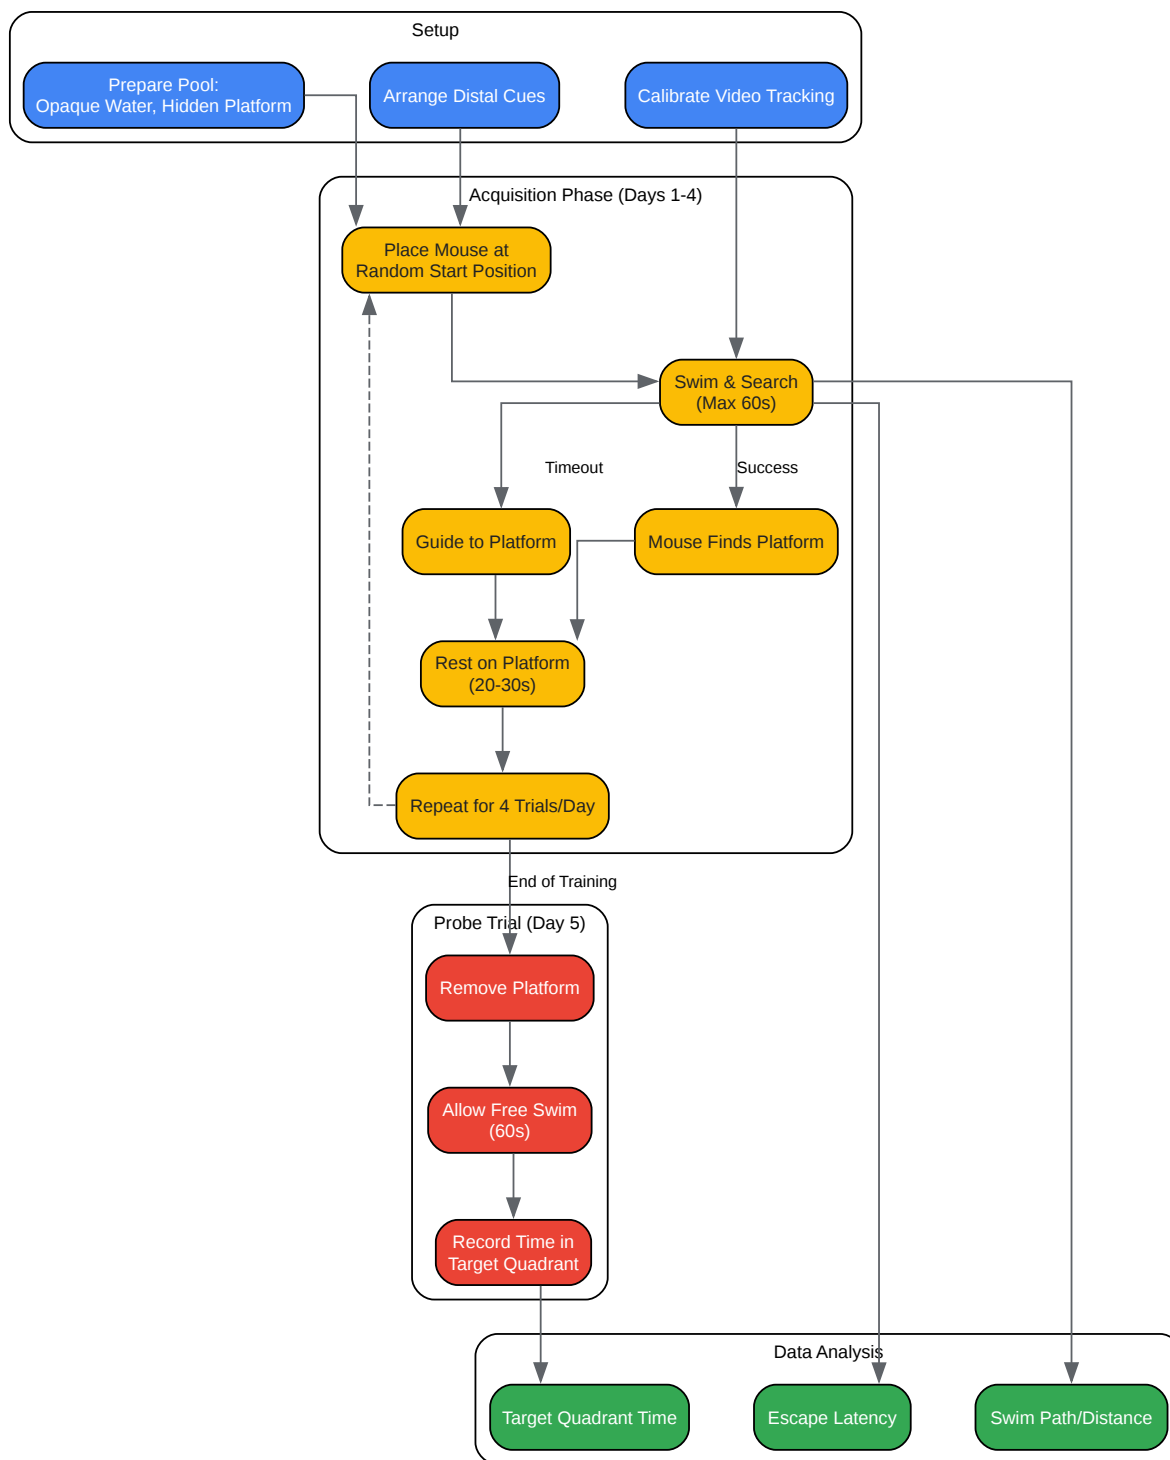 Setup
Prepare Pool:
Opaque Water, Hidden Platform
Arrange Distal Cues
Calibrate Video Tracking
Acquisition Phase (Days 1-4)
Place Mouse at
Random Start Position
Swim & Search
(Max 60s)
Timeout
Success
Guide to Platform
Mouse Finds Platform
Rest on Platform
(20-30s)
Repeat for 4 Trials/Day
End of Training
Probe Trial (Day 5)
Remove Platform
Allow Free Swim
(60s)
Record Time in
Target Quadrant
Data Analysis
Target Quadrant Time
Escape Latency
Swim Path/Distance